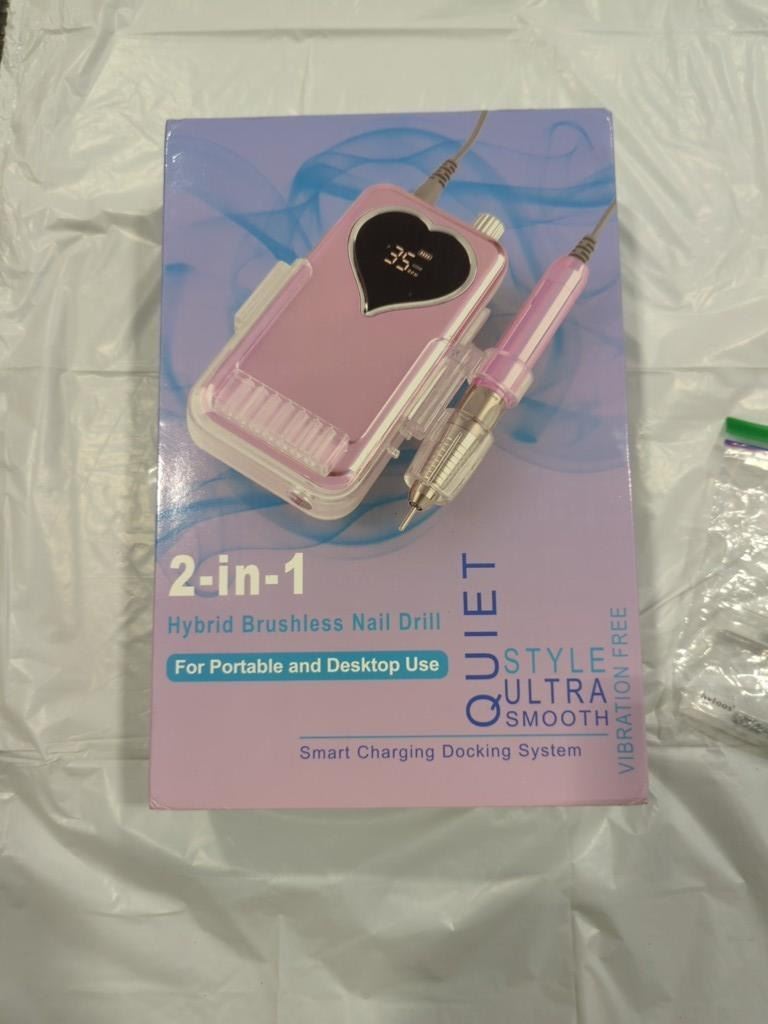 35
2-in-1
Hybrid Brushless Nail Drill
For Portable and Desktop Use
QUIET
STYLE
ULTRA
SMOOTH
VIBRATION FREE
Smart Charging Docking System